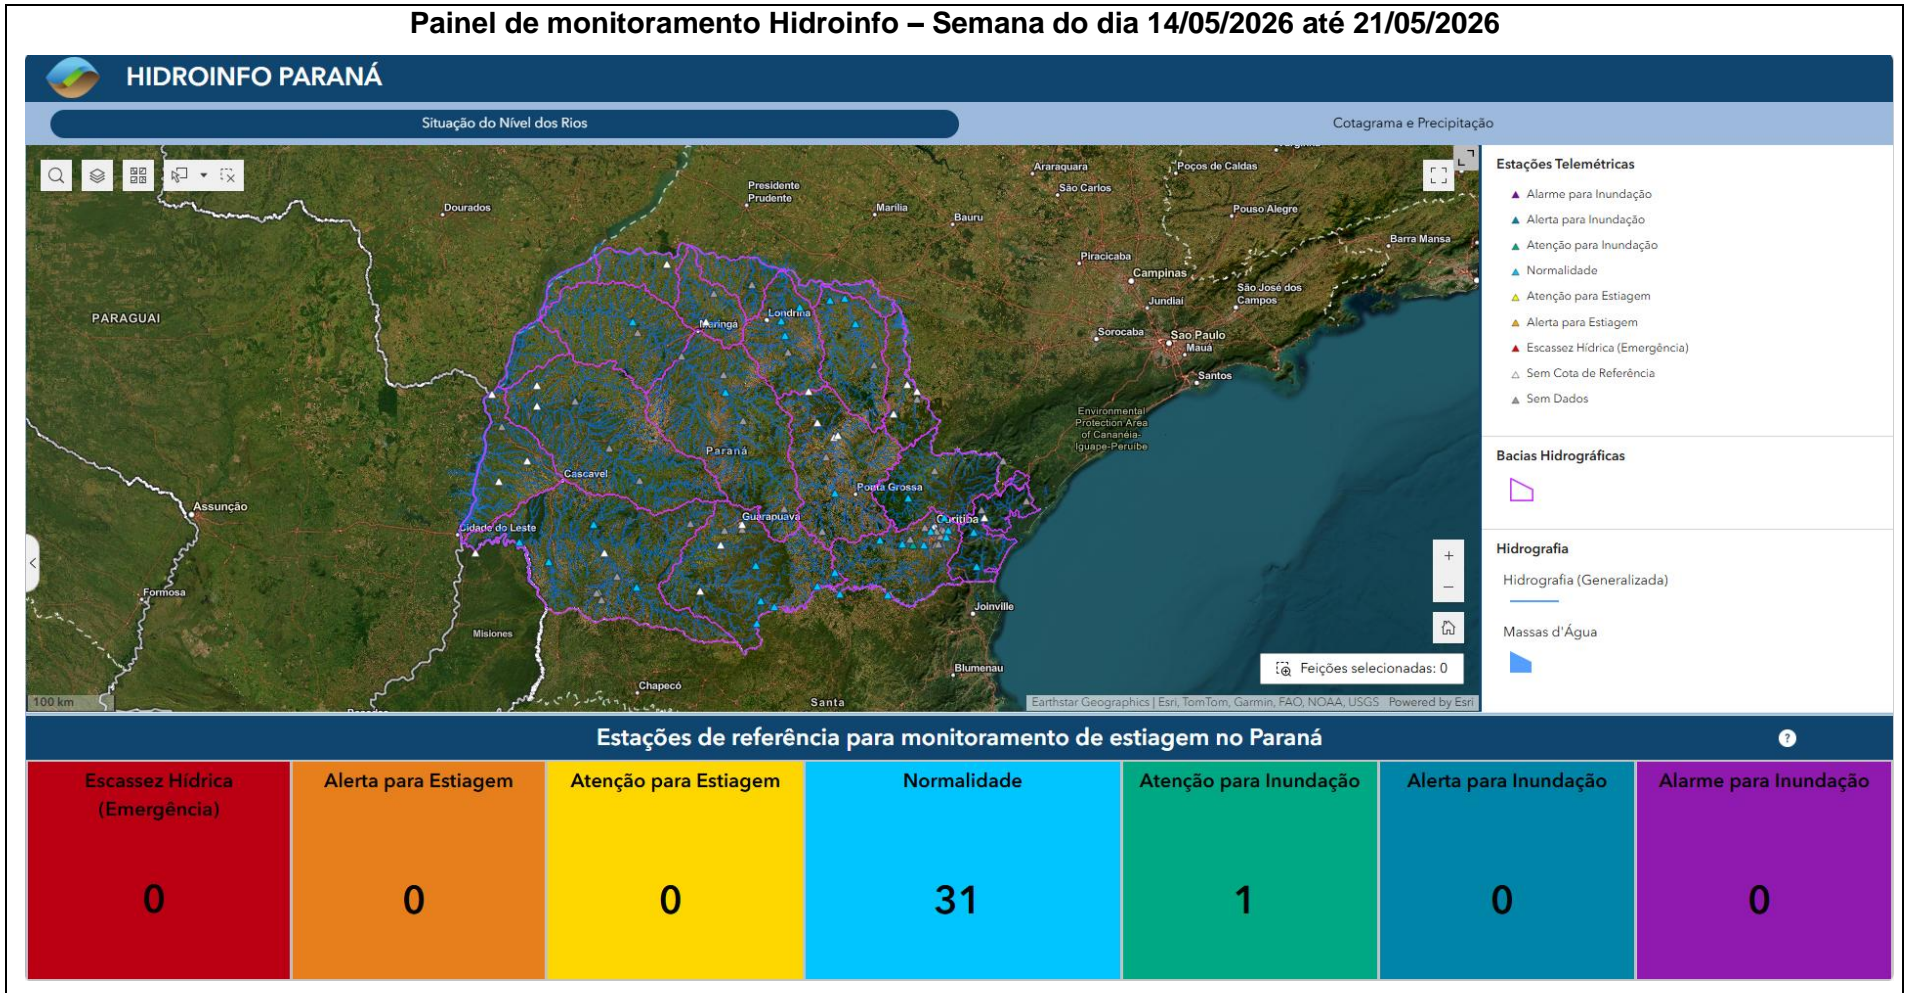 Painel de monitoramento Hidroinfo – Semana do dia 14/05/2026 até 21/05/2026
HIDROINFO PARANÁ
Situação do Nível dos Rios
Cotagrama e Precipitação
Araraquara
Poços de Caldas
São Carlos
Presidente
Prudente
Dourados
Marília
Bauru
Pouso Alegre
Barra Mansa
Piracicaba
Campinas
São José dos
Campos
Jundiaí
PARAGUAI
Londrina
Maringá
Sorocaba
Sao Paulo
Mauá
Santos
Environmental
Protection Area
of Cananéia-
Iguape-Peruíbe
Paraná
Cascavel
Ponta Grossa
Assunção
Guarapuava
Curitiba
Cidade do Leste
Formosa
Joinville
Misiones
Blumenau
Chapecó
Santa
100 km
Feições selecionadas: 0
Earthstar Geographics | Esri, TomTom, Garmin, FAO, NOAA, USGS
Powered by Esri
Estações Telemétricas
Alarme para Inundação
Alerta para Inundação
Atenção para Inundação
Normalidade
Atenção para Estiagem
Alerta para Estiagem
Escassez Hídrica (Emergência)
Sem Cota de Referência
Sem Dados
Bacias Hidrográficas
Hidrografia
Hidrografia (Generalizada)
Massas d'Água
Estações de referência para monitoramento de estiagem no Paraná
?
Escassez Hídrica
(Emergência)
0
Alerta para Estiagem
0
Atenção para Estiagem
0
Normalidade
31
Atenção para Inundação
1
Alerta para Inundação
0
Alarme para Inundação
0